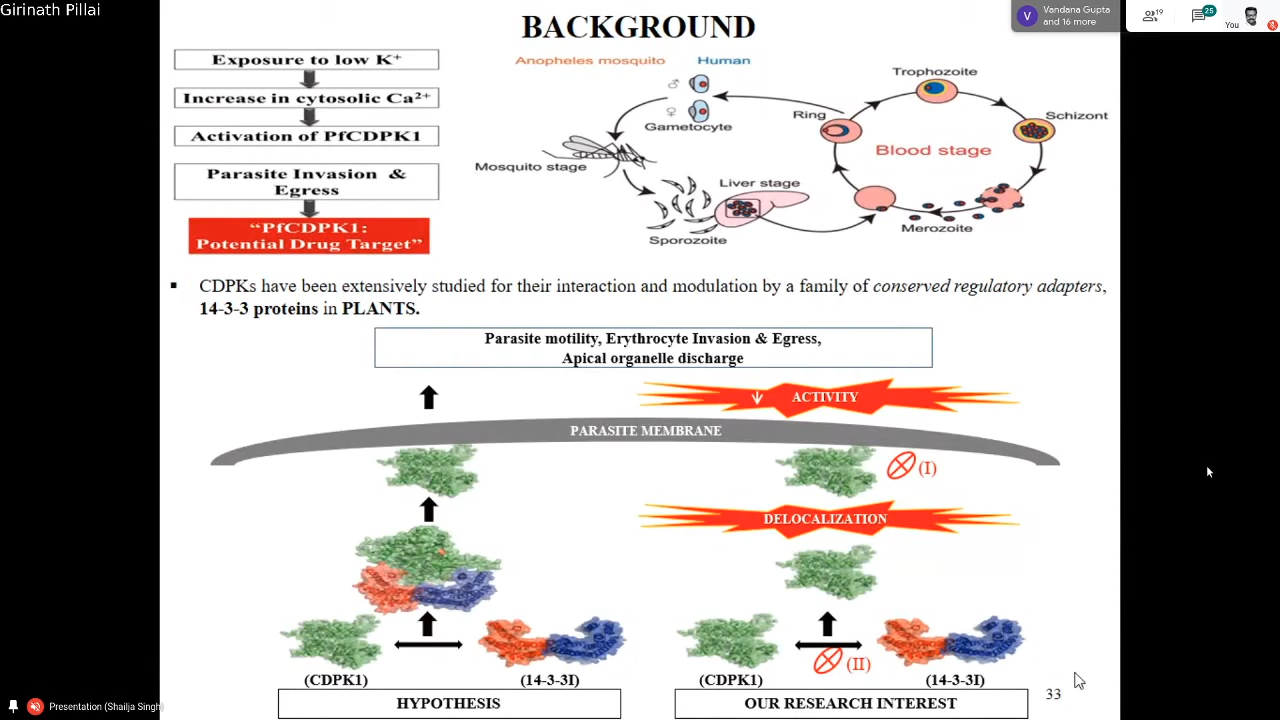 Girinath Pillai
Vandana Gupta
and 16 more
V
19
25
You
BACKGROUND
Exposure to low K⁺
Increase in cytosolic Ca²⁺
Activation of PfCDPK1
Parasite Invasion &
Egress
“PfCDPK1:
Potential Drug Target”
Anopheles mosquito Human
♂
♀
Gametocyte
Mosquito stage
Sporozoite
Liver stage
Ring
Trophozoite
Schizont
Blood stage
Merozoite
▪ CDPKs have been extensively studied for their interaction and modulation by a family of conserved regulatory adapters,
14-3-3 proteins in PLANTS.
Parasite motility, Erythrocyte Invasion & Egress,
Apical organelle discharge
ACTIVITY
PARASITE MEMBRANE
(I)
DELOCALIZATION
(II)
(CDPK1) (14-3-3I) (CDPK1) (14-3-3I)
HYPOTHESIS
OUR RESEARCH INTEREST
33
Presentation (Shailja Singh